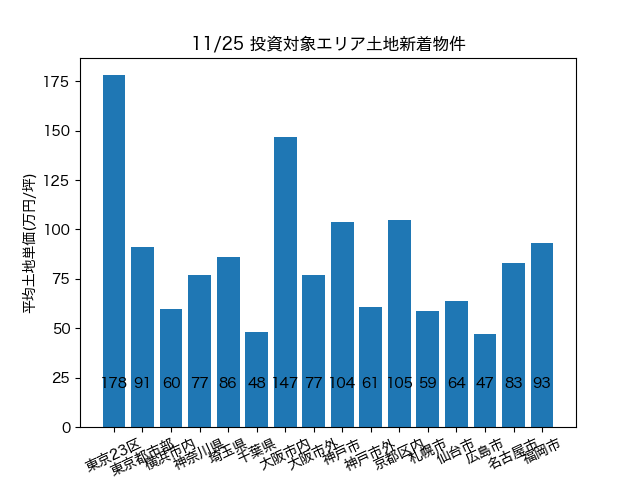 11/25 投資対象エリア土地新着物件
平均土地単価(万円/坪)
175
150
125
100
75
50
25
0
178 91 60 77 86 48 147 77 104 61 105 59 64 47 83 93
東京23区
東京都市部
横浜市内
神奈川県
埼玉県
千葉県
大阪市内
大阪市外
神戸市
神戸市外
京都区内
札幌市
仙台市
広島市
名古屋市
福岡市